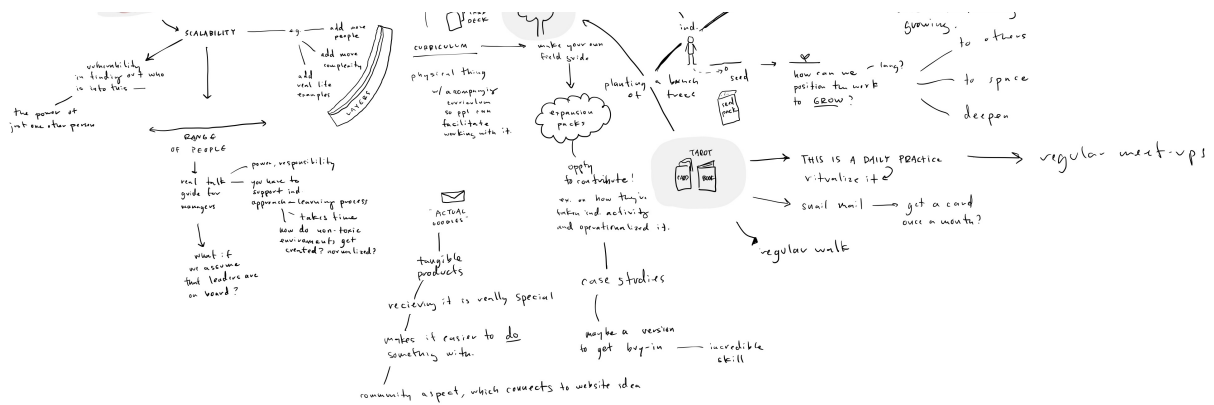 SCALABILITY
e.g.
add more
people
add more
complexity
add
real life
examples
LAYERS
vulnerability
in finding out who
is into this
the power of
just one other person
RANGE
OF PEOPLE
real talk
guide for
managers
power, responsibility
you have to
support ind
approach
learning process
takes time
how do non-toxic
enviroments get
created? normalized?
what if
we assume
that leaders are
on board?
DECK
CURRICULUM
physical thing
w/ accompanying
curriculum
so ppl can
facilitate
working with it.
make your own
field guide
expansion
packs
oppty
to contribute!
ex. on how they've
taken ind. activity
and operationalized it.
case studies
maybe a version
to get buy-in
incredible
skill
"ACTUAL
GOODIES"
tangible
products
recieving it is really special
makes it easier to do
something with.
community aspect, which connects to website idea
ind.
seed
seed
pack
planting a bunch
of trees
how can we
position the work
to GROW?
lang?
growing.
to others
to space
deepen
TAROT
CARD
BOOK
THIS IS A DAILY PRACTICE
ritualize it
regular meet-ups
snail mail
get a card
once a month?
regular walk